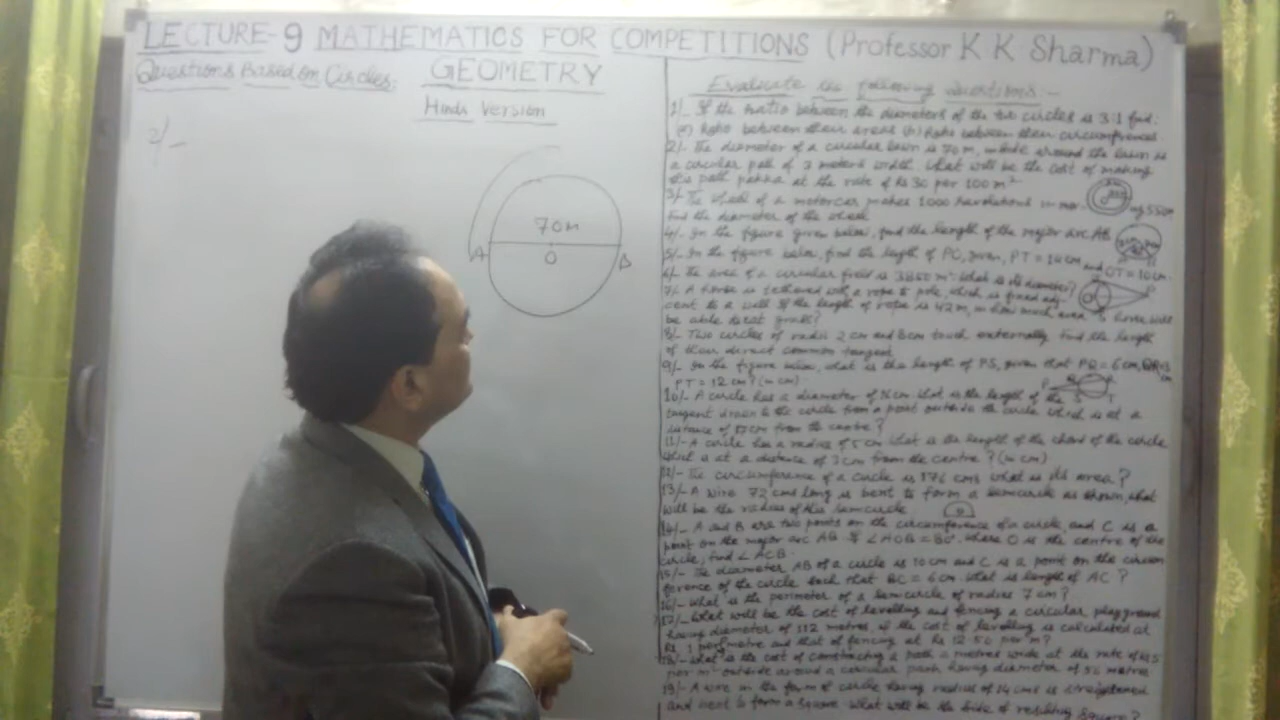 LECTURE-9 MATHEMATICS FOR COMPETITIONS (Professor K K Sharma)
Questions Based on Circles:
GEOMETRY
Hindi Version
2/-
70m
A
O
B
Evaluate the following questions:-
1/- If the ratio between the diameters of the two circles is 3:1 find:
(a) Ratio between their areas (b) Ratio between their circumferences.
2/- The diameter of a circular lawn is 70m, outside around the lawn is
a circular path of 3 meters width. What will be the cost of making
this path pakka at the rate of Rs 30 per 100 m²
3/- The wheel of a motorcar makes 1000 revolutions in
Find the diameter of the wheel
4/- In the figure given below, find the length of the major arc AB
5/- In the figure below, find the length of PO, given, PT = 14 cm and OT = 10 cm.
6/- The area of a circular field is 3850 m². What is its diameter?
7/- A horse is tethered with a rope to pole, which is fixed adj-
cent to a wall If the length of rope is 42 m, in how much area horse will
be able to eat grass?
8/- Two circles of radii 2 cm and 8 cm touch externally Find the length
of their direct common tangent
9/- In the figure below, what is the length of PS, given that PQ = 6 cm,
PT = 12 cm? (in cm)
10/- A circle has a diameter of 16 cm what is the length of the
tangent drawn to the circle from a point outside the circle which is at a
distance of 17 cm from the centre?
11/- A circle has a radius of 5 cm what is the length of the chord of the circle
which is at a distance of 3 cm from the centre? (in cm)
12/- The circumference of a circle is 176 cms what is its area?
13/- A wire 72 cms long is bent to form a semicircle as shown, what
will be the radius of this semicircle
14/- A and B are two points on the circumference of a circle, and C is a
point on the major arc AB. If ∠AOB = 80°. where O is the centre of the
circle; find ∠ACB.
15/- The diameter AB of a circle is 10 cm and C is a point on the circum
ference of the circle such that BC = 6 cm. What is length of AC?
16/- What is the perimeter of a semicircle of radius 7 cm?
17/- What will be the cost of levelling and fencing a circular playground
having diameter of 112 metres, if the cost of levelling is calculated at
Rs. 1 per metre and that of fencing at Rs 12.50 per m?
18/- What is the cost of constructing a path 2 metres wide at the rate of Rs 5
per m² outside around a circular park having diameter of 56 metres
19/- A wire in the form of circle having radius of 14 cms is straightened
and bent to form a square. What will be the side of resulting square?